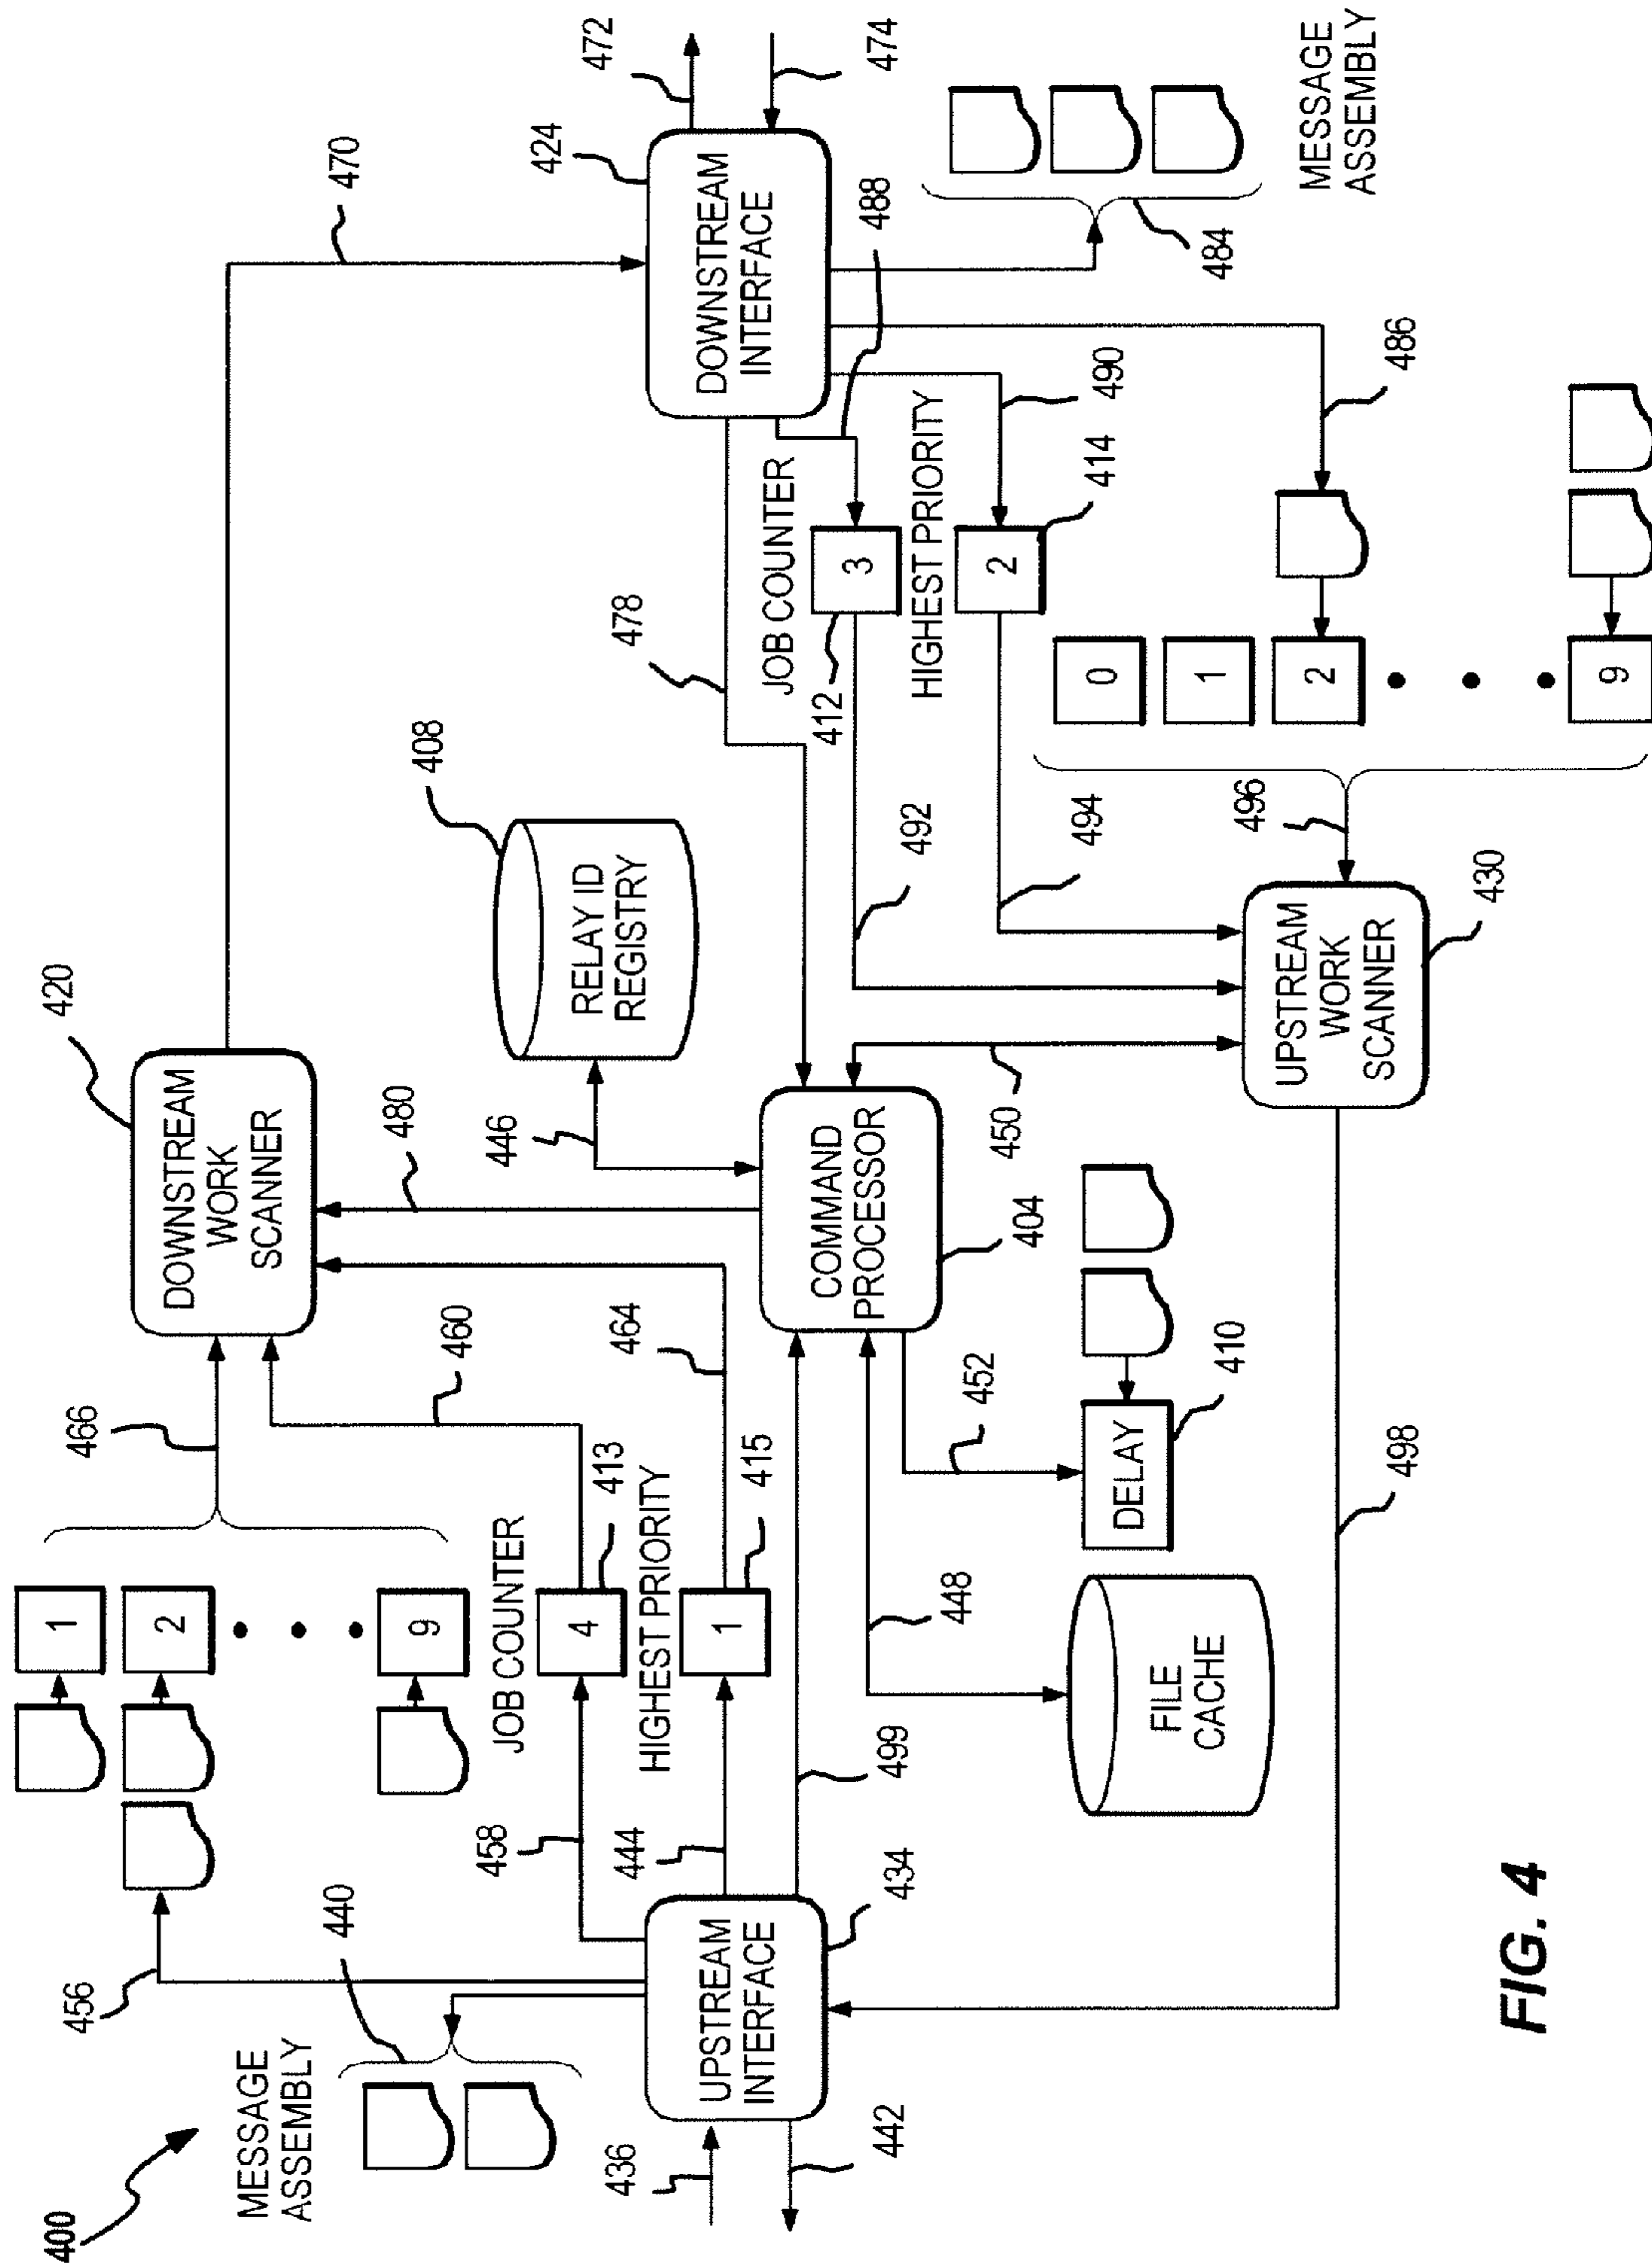 400
MESSAGE
ASSEMBLY
440
456
436
442
UPSTREAM
INTERFACE
434
458
444
499
1
2
9
466
JOB COUNTER
4
413
HIGHEST PRIORITY
1
415
460
464
420
DOWNSTREAM
WORK
SCANNER
480
446
408
RELAY ID
REGISTRY
470
COMMAND
PROCESSOR
404
448
FILE
CACHE
452
DELAY
410
450
498
478
424
DOWNSTREAM
INTERFACE
472
474
488
JOB COUNTER
3
412
HIGHEST PRIORITY
2
414
490
492
494
484
MESSAGE
ASSEMBLY
486
0
1
2
9
496
UPSTREAM
WORK
SCANNER
430
FIG. 4